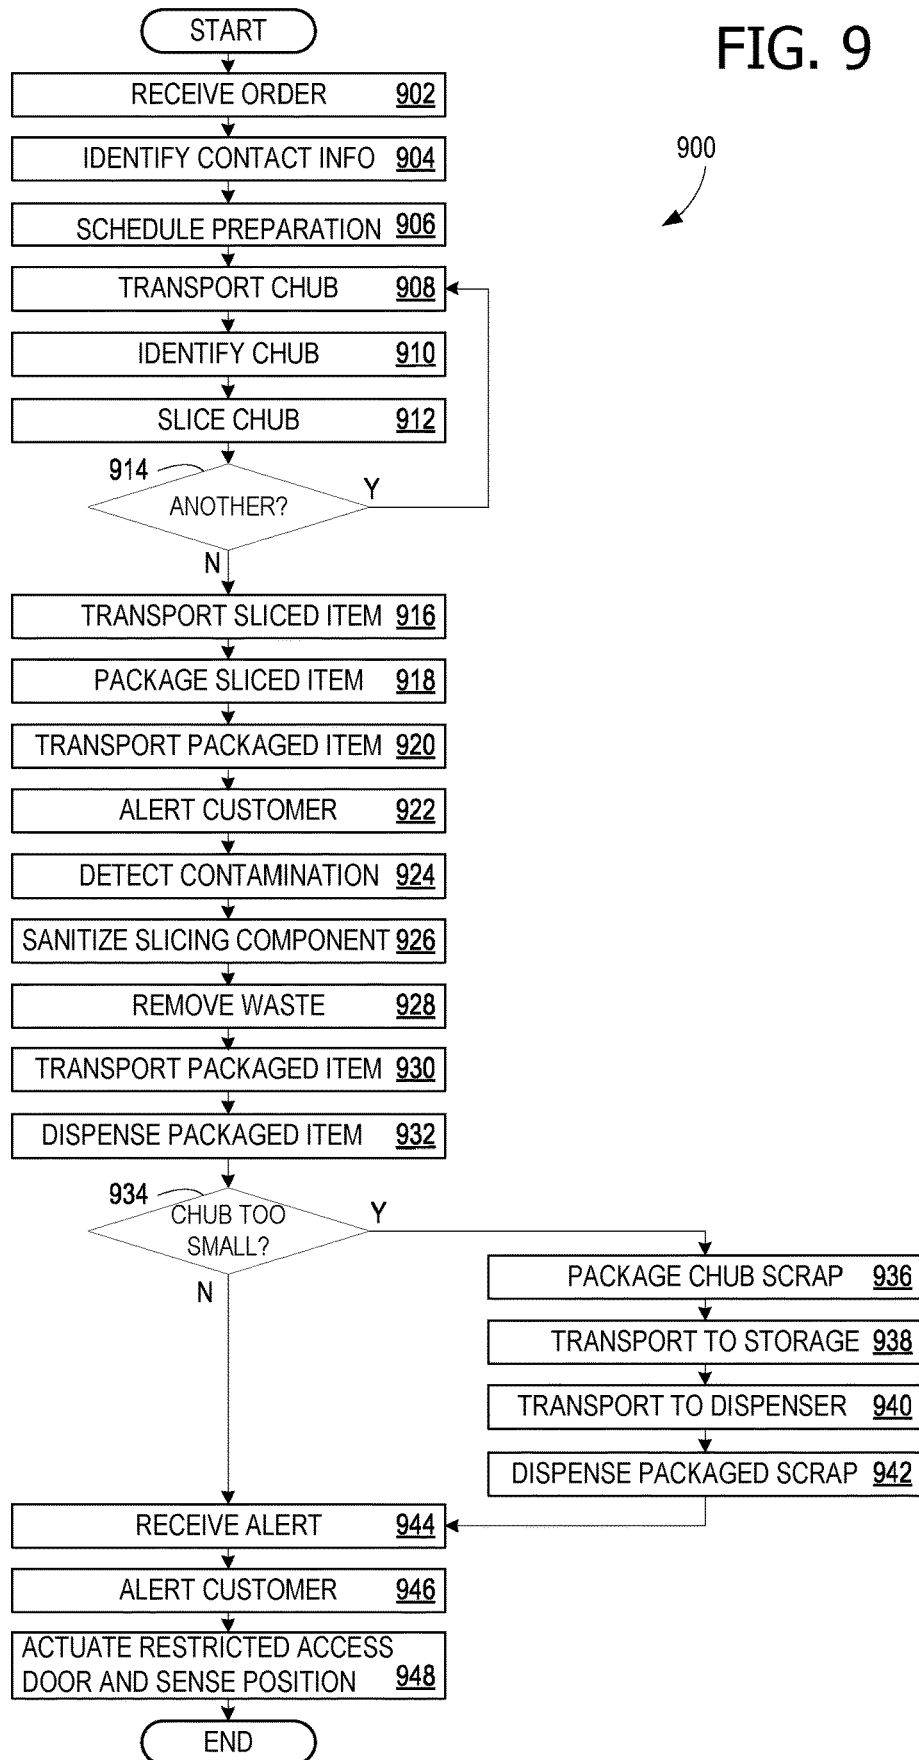 START
FIG. 9
RECEIVE ORDER 902
900
IDENTIFY CONTACT INFO 904
SCHEDULE PREPARATION 906
TRANSPORT CHUB 908
IDENTIFY CHUB 910
SLICE CHUB 912
914
ANOTHER?
Y
N
TRANSPORT SLICED ITEM 916
PACKAGE SLICED ITEM 918
TRANSPORT PACKAGED ITEM 920
ALERT CUSTOMER 922
DETECT CONTAMINATION 924
SANITIZE SLICING COMPONENT 926
REMOVE WASTE 928
TRANSPORT PACKAGED ITEM 930
DISPENSE PACKAGED ITEM 932
934
CHUB TOO
SMALL?
Y
N
PACKAGE CHUB SCRAP 936
TRANSPORT TO STORAGE 938
TRANSPORT TO DISPENSER 940
DISPENSE PACKAGED SCRAP 942
RECEIVE ALERT 944
ALERT CUSTOMER 946
ACTUATE RESTRICTED ACCESS
DOOR AND SENSE POSITION 948
END